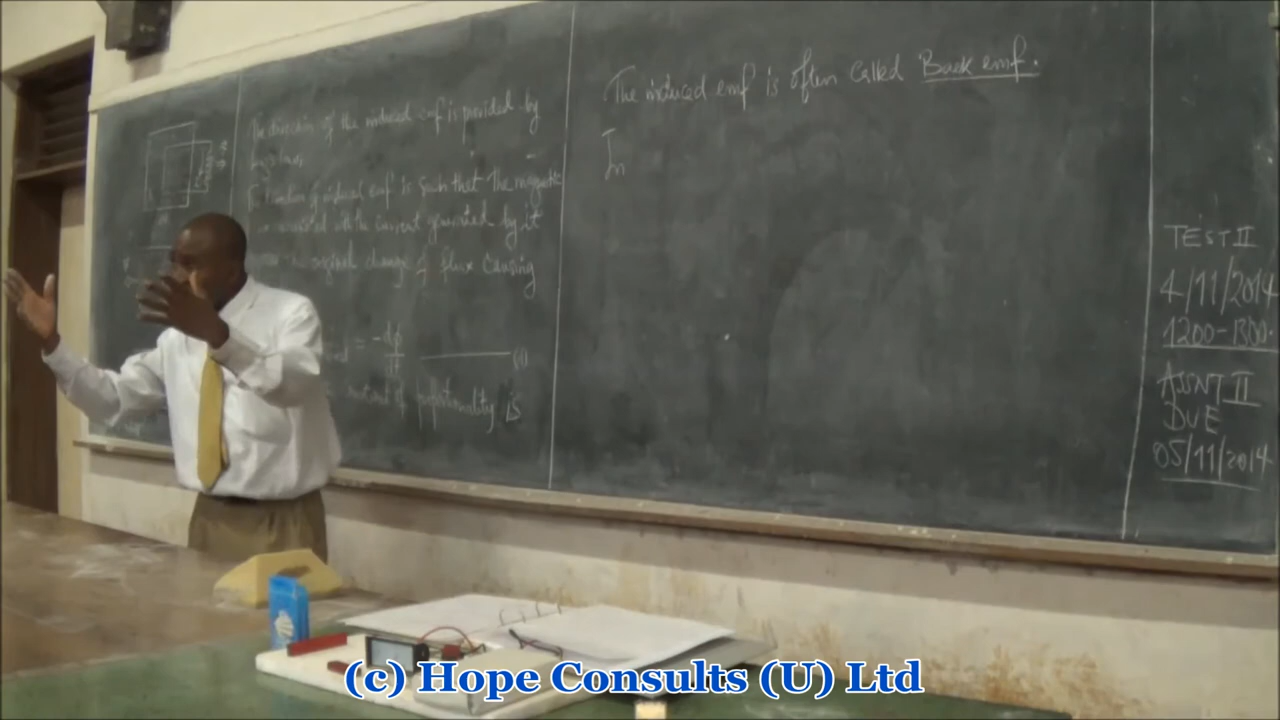 The direction of the induced emf is provided by
law,
of induced emf is such that the magnetic
associated with the current generated by it
the original change of flux causing
= -dφ
dt
(1)
of proportionality is
The induced emf is often called Back emf.
In
TEST II
4/11/2014
1200-1300
ASSNT II
DUE
05/11/2014
(c) Hope Consults (U) Ltd